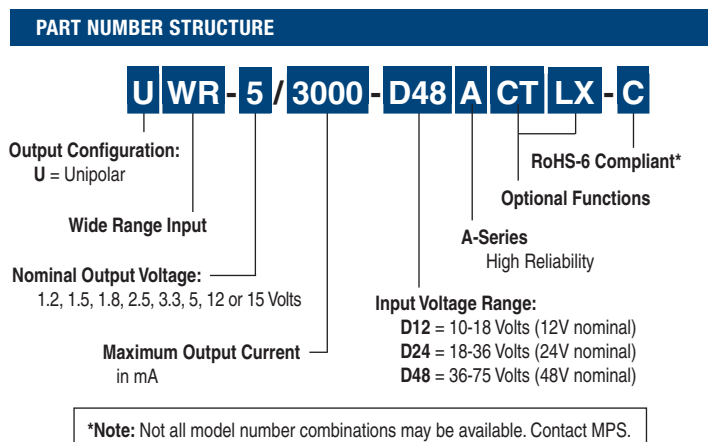 PART NUMBER STRUCTURE
U WR - 5 / 3000 - D48 A CT LX - C
Output Configuration:
U = Unipolar
RoHS-6 Compliant*
Optional Functions
Wide Range Input
A-Series
High Reliability
Nominal Output Voltage:
1.2, 1.5, 1.8, 2.5, 3.3, 5, 12 or 15 Volts
Input Voltage Range:
D12 = 10-18 Volts (12V nominal)
D24 = 18-36 Volts (24V nominal)
D48 = 36-75 Volts (48V nominal)
Maximum Output Current
in mA
*Note: Not all model number combinations may be available. Contact MPS.